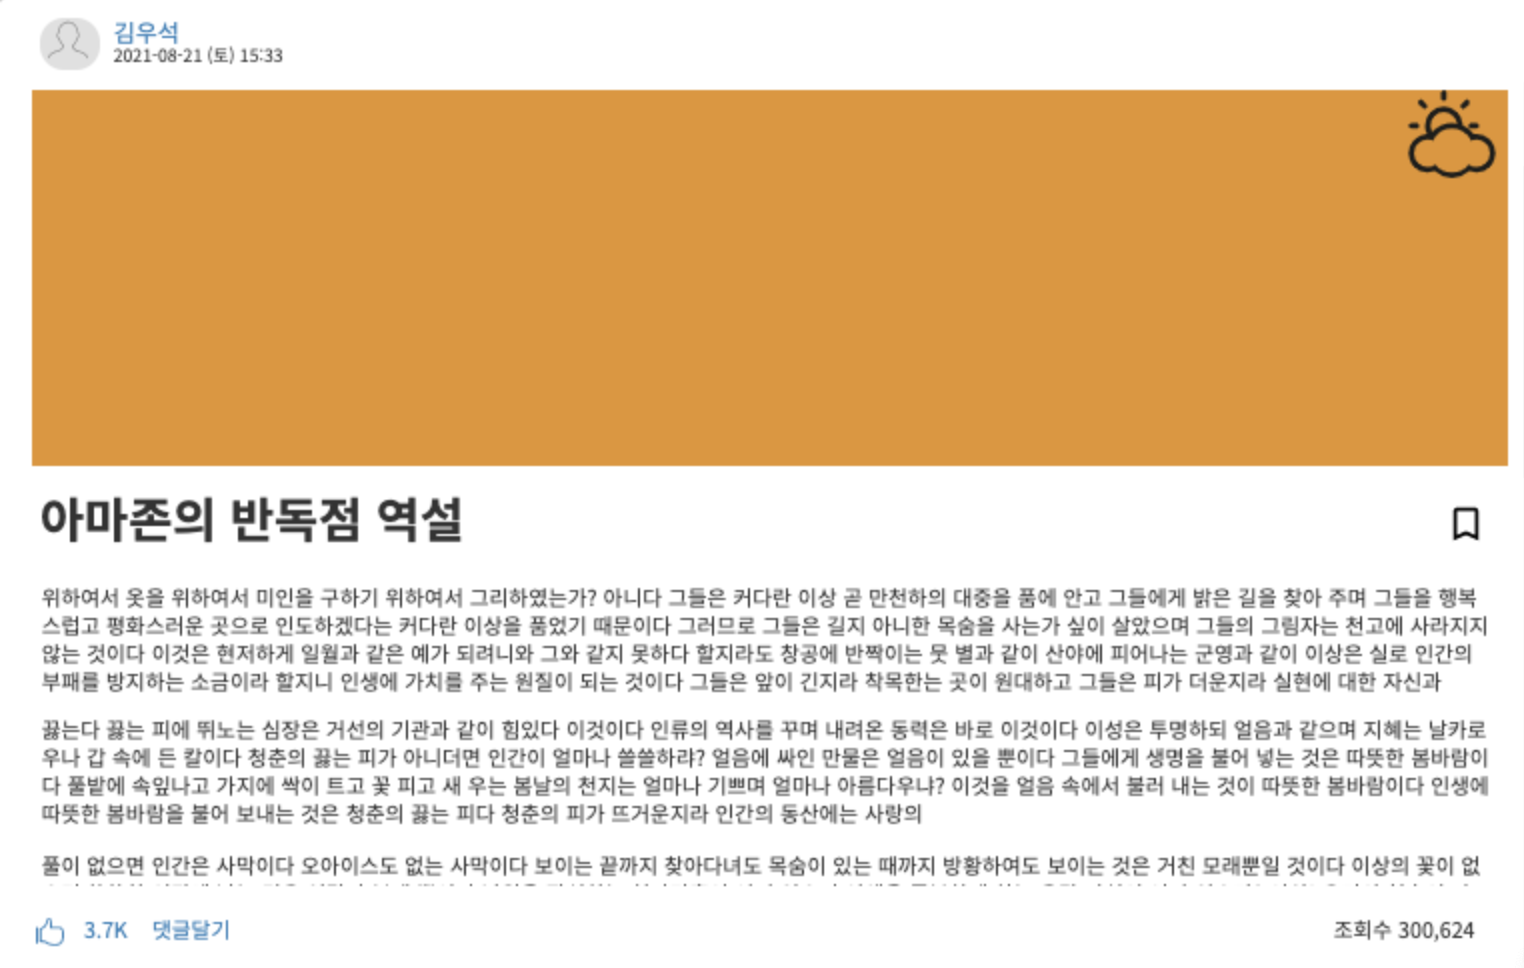 김우석
2021-08-21 (토) 15:33
아마존의 반독점 역설
위하여서 옷을 위하여서 미인을 구하기 위하여서 그리하였는가? 아니다 그들은 커다란 이상 곧 만천하의 대중을 품에 안고 그들에게 밝은 길을 찾아 주며 그들을 행복
스럽고 평화스러운 곳으로 인도하겠다는 커다란 이상을 품었기 때문이다 그러므로 그들은 길지 아니한 목숨을 사는가 싶이 살았으며 그들의 그림자는 천고에 사라지지
않는 것이다 이것은 현저하게 일월과 같은 예가 되려니와 그와 같지 못하다 할지라도 창공에 반짝이는 뭇 별과 같이 산야에 피어나는 군영과 같이 이상은 실로 인간의
부패를 방지하는 소금이라 할지니 인생에 가치를 주는 원질이 되는 것이다 그들은 앞이 긴지라 착목한는 곳이 원대하고 그들은 피가 더운지라 실현에 대한 자신과
끓는다 끓는 피에 뛰노는 심장은 거선의 기관과 같이 힘있다 이것이다 인류의 역사를 꾸며 내려온 동력은 바로 이것이다 이성은 투명하되 얼음과 같으며 지혜는 날카로
우나 갑 속에 든 칼이다 청춘의 끓는 피가 아니더면 인간이 얼마나 쓸쓸하랴? 얼음에 싸인 만물은 얼음이 있을 뿐이다 그들에게 생명을 불어 넣는 것은 따뜻한 봄바람이
다 풀밭에 속잎나고 가지에 싹이 트고 꽃 피고 새 우는 봄날의 천지는 얼마나 기쁘며 얼마나 아름다우냐? 이것을 얼음 속에서 불러 내는 것이 따뜻한 봄바람이다 인생에
따뜻한 봄바람을 불어 보내는 것은 청춘의 끓는 피다 청춘의 피가 뜨거운지라 인간의 동산에는 사랑의
풀이 없으면 인간은 사막이다 오아이스도 없는 사막이다 보이는 끝까지 찾아다녀도 목숨이 있는 때까지 방황하여도 보이는 것은 거친 모래뿐일 것이다 이상의 꽃이 없
3.7K 댓글달기
조회수 300,624